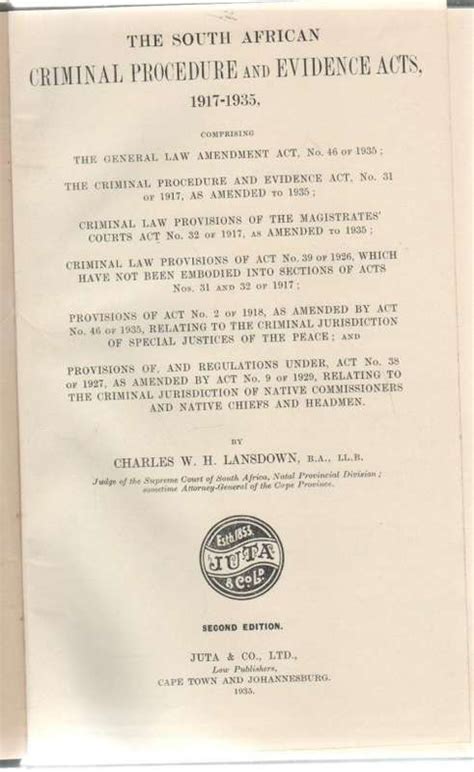 THE SOUTH AFRICAN
CRIMINAL PROCEDURE AND EVIDENCE ACTS,
1917-1935,
COMPRISING
THE GENERAL LAW AMENDMENT ACT, No. 46 OF 1935;
THE CRIMINAL PROCEDURE AND EVIDENCE ACT, No. 31
OF 1917, AS AMENDED TO 1935;
CRIMINAL LAW PROVISIONS OF THE MAGISTRATES'
COURTS ACT No. 32 OF 1917, AS AMENDED TO 1935;
CRIMINAL LAW PROVISIONS OF ACT No. 39 OF 1926, WHICH
HAVE NOT BEEN EMBODIED INTO SECTIONS OF ACTS
Nos. 31 AND 32 OF 1917;
PROVISIONS OF ACT No. 2 OF 1918, AS AMENDED BY ACT
No. 46 OF 1935, RELATING TO THE CRIMINAL JURISDICTION
OF SPECIAL JUSTICES OF THE PEACE; AND
PROVISIONS OF, AND REGULATIONS UNDER, ACT No. 38
OF 1927, AS AMENDED BY ACT No. 9 OF 1929, RELATING TO
THE CRIMINAL JURISDICTION OF NATIVE COMMISSIONERS
AND NATIVE CHIEFS AND HEADMEN.
BY
CHARLES W. H. LANSDOWN, B.A., LL.B.
Judge of the Supreme Court of South Africa, Natal Provincial Division;
sometime Attorney-General of the Cape Province.
Estb. 1853.
JUTA
& Co. Ld.
SECOND EDITION.
JUTA & CO., LTD.,
Law Publishers,
CAPE TOWN AND JOHANNESBURG.
1935.